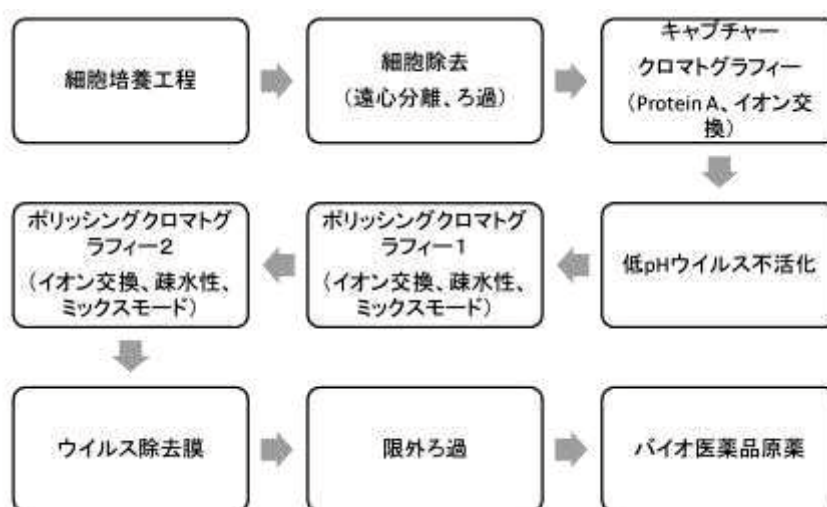 細胞培養工程
細胞除去
（遠心分離、ろ過）
キャプチャー
クロマトグラフィー
（Protein A、イオン交
換）
低pHウイルス不活化
ポリッシングクロマトグ
ラフィー１
（イオン交換、疎水性、
ミックスモード）
ポリッシングクロマトグ
ラフィー２
（イオン交換、疎水性、
ミックスモード）
ウイルス除去膜
限外ろ過
バイオ医薬品原薬